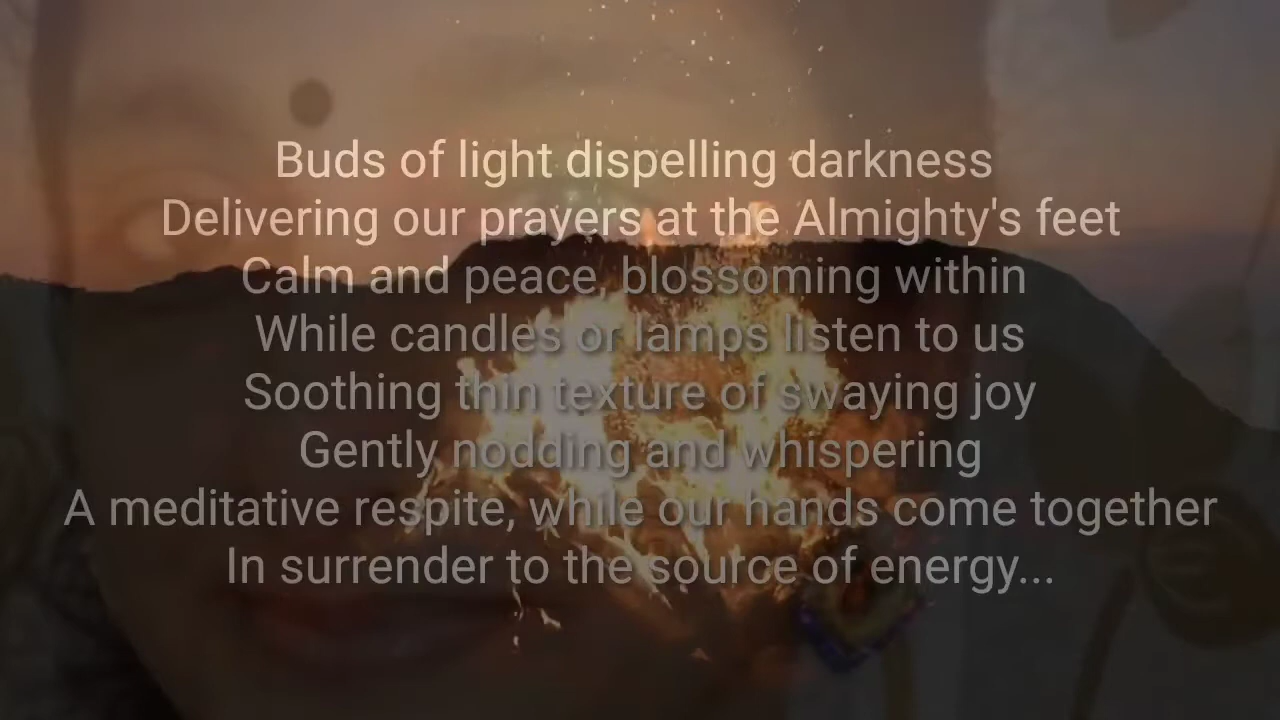 Buds of light dispelling darkness
Delivering our prayers at the Almighty's feet
Calm and peace, blossoming within
While candles or lamps listen to us
Soothing thin texture of swaying joy
Gently nodding and whispering
A meditative respite, while our hands come together
In surrender to the source of energy...